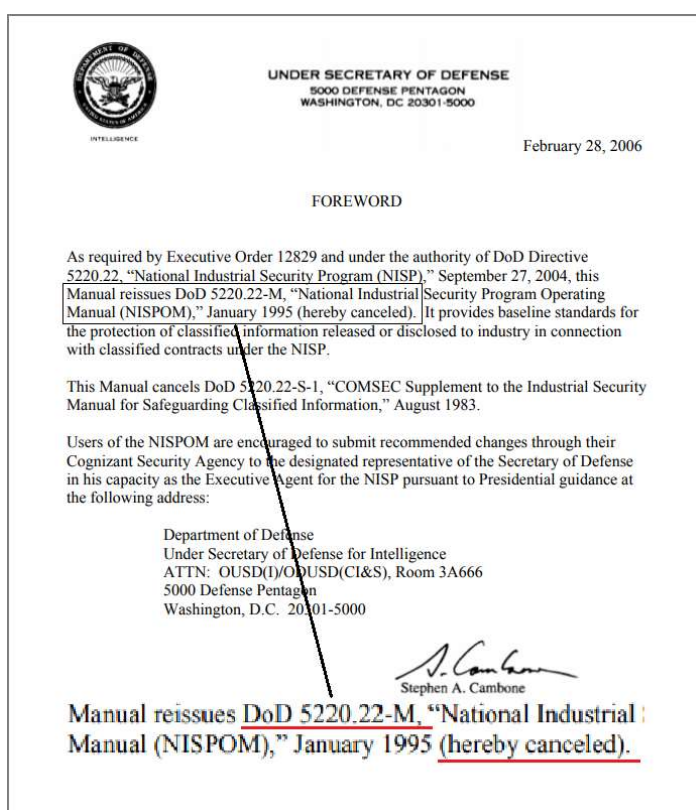 UNDER SECRETARY OF DEFENSE
5000 DEFENSE PENTAGON
WASHINGTON, DC 20301-5000
INTELLIGENCE
February 28, 2006
FOREWORD
As required by Executive Order 12829 and under the authority of DoD Directive
5220.22, “National Industrial Security Program (NISP),” September 27, 2004, this
Manual reissues DoD 5220.22-M, “National Industrial Security Program Operating
Manual (NISPOM),” January 1995 (hereby canceled). It provides baseline standards for
the protection of classified information released or disclosed to industry in connection
with classified contracts under the NISP.
This Manual cancels DoD 5220.22-S-1, “COMSEC Supplement to the Industrial Security
Manual for Safeguarding Classified Information,” August 1983.
Users of the NISPOM are encouraged to submit recommended changes through their
Cognizant Security Agency to the designated representative of the Secretary of Defense
in his capacity as the Executive Agent for the NISP pursuant to Presidential guidance at
the following address:
Department of Defense
Under Secretary of Defense for Intelligence
ATTN: OUSD(I)/ODUSD(CI&S), Room 3A666
5000 Defense Pentagon
Washington, D.C. 20301-5000
Stephen A. Cambone
Manual reissues DoD 5220.22-M, “National Industrial
Manual (NISPOM),” January 1995 (hereby canceled).